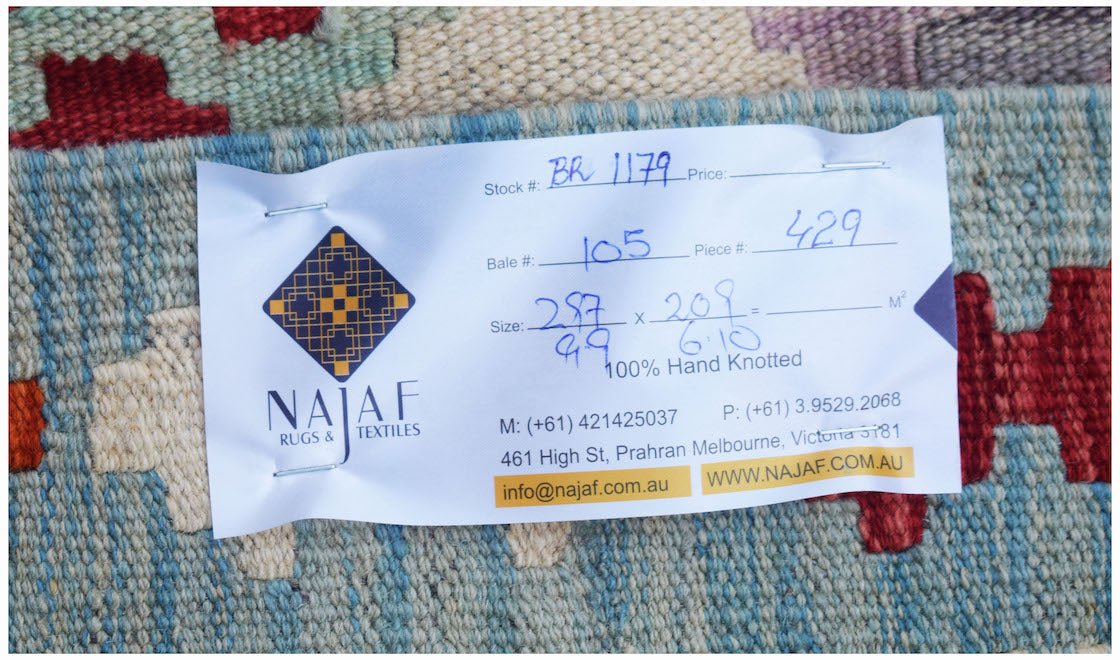 Stock #: BR 1179 Price:
Bale #: 105 Piece #: 429
Size: 287 x 208 = M²
9.9 6.10
100% Hand Knotted
NAJAF
RUGS & TEXTILES
M: (+61) 421425037 P: (+61) 3.9529.2068
461 High St, Prahran Melbourne, Victoria 3181
info@najaf.com.au WWW.NAJAF.COM.AU